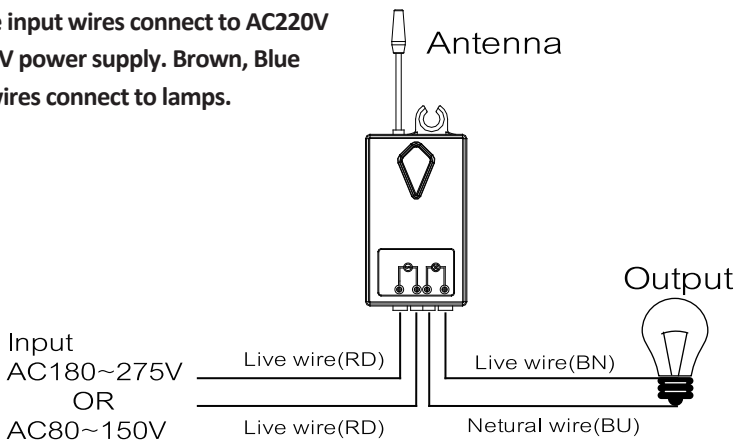 input wires connect to AC220V
V power supply. Brown, Blue
wires connect to lamps.
Antenna
Output
Input
AC180~275V
OR
AC80~150V
Live wire(RD)
Live wire(BN)
Live wire(RD)
Netural wire(BU)